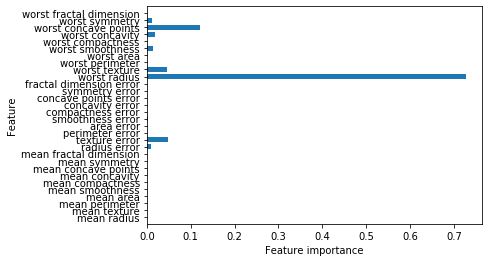 worst fractal dimension
worst symmetry
worst concave points
worst concavity
worst compactness
worst smoothness
worst area
worst perimeter
worst texture
worst radius
fractal dimension error
symmetry error
concave points error
concavity error
compactness error
smoothness error
area error
perimeter error
texture error
radius error
mean fractal dimension
mean symmetry
mean concave points
mean concavity
mean compactness
mean smoothness
mean area
mean perimeter
mean texture
mean radius
Feature
0.0 0.1 0.2 0.3 0.4 0.5 0.6 0.7
Feature importance